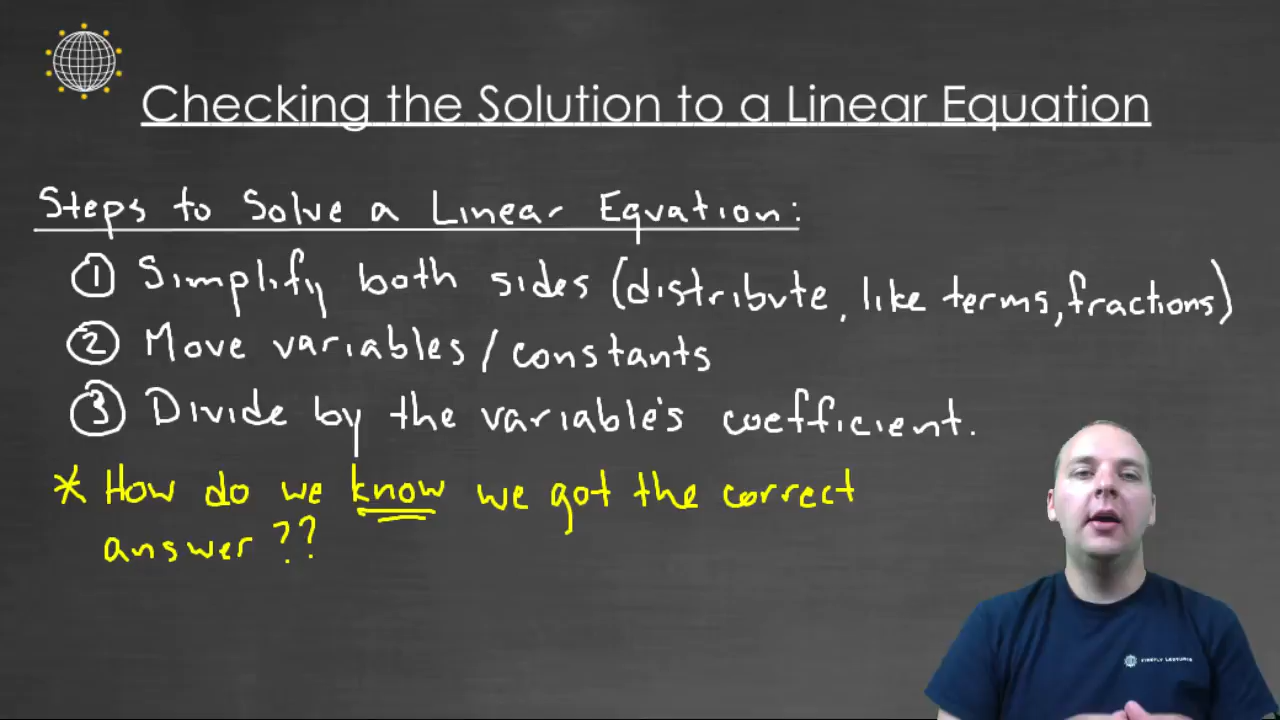 Checking the Solution to a Linear Equation
Steps to Solve a Linear Equation:
1 Simplify both sides (distribute, like terms, fractions)
2 Move variables/constants
3 Divide by the variable's coefficient.
* How do we know we got the correct
answer??
FIREFLY LECTURES